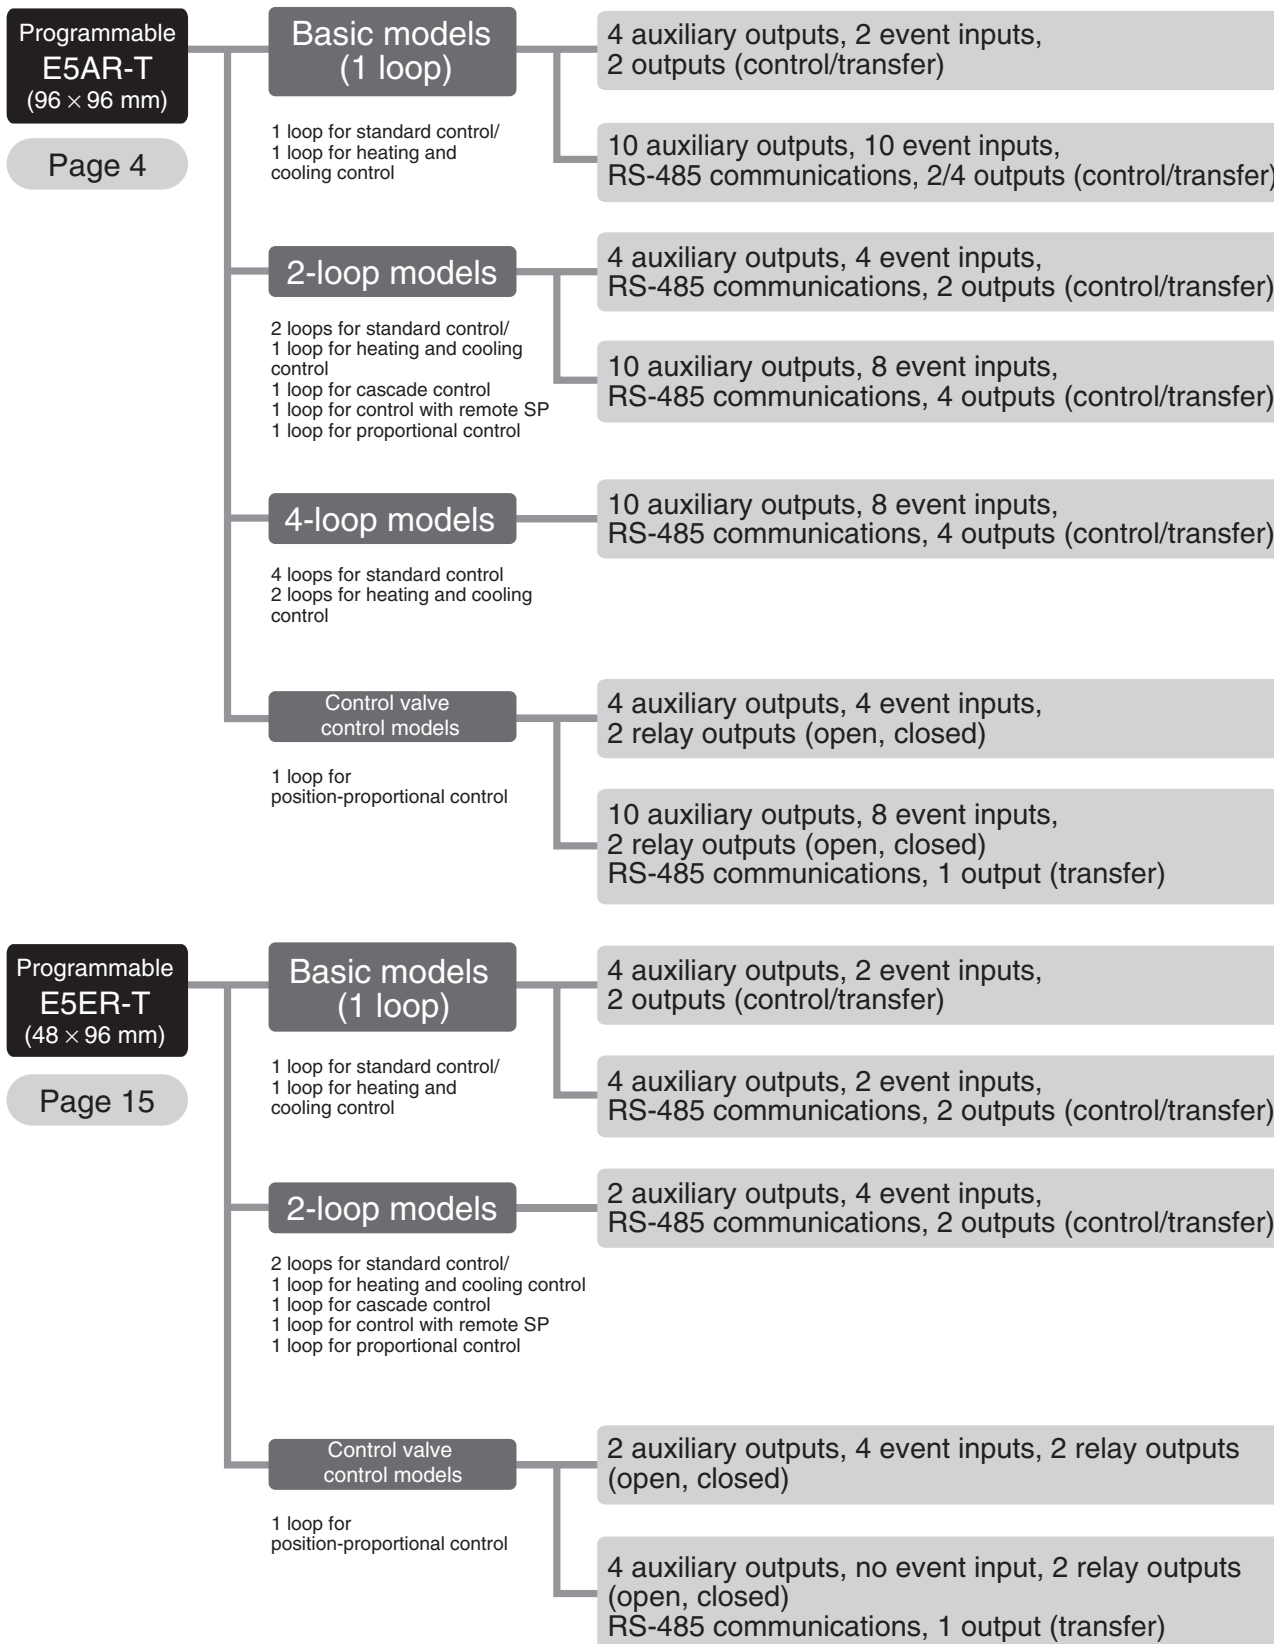 Programmable
E5AR-T
(96 × 96 mm)
Page 4
Basic models
(1 loop)
1 loop for standard control/
1 loop for heating and
cooling control
4 auxiliary outputs, 2 event inputs,
2 outputs (control/transfer)
10 auxiliary outputs, 10 event inputs,
RS-485 communications, 2/4 outputs (control/transfer)
2-loop models
2 loops for standard control/
1 loop for heating and cooling
control
1 loop for cascade control
1 loop for control with remote SP
1 loop for proportional control
4 auxiliary outputs, 4 event inputs,
RS-485 communications, 2 outputs (control/transfer)
10 auxiliary outputs, 8 event inputs,
RS-485 communications, 4 outputs (control/transfer)
4-loop models
4 loops for standard control
2 loops for heating and cooling
control
10 auxiliary outputs, 8 event inputs,
RS-485 communications, 4 outputs (control/transfer)
Control valve
control models
1 loop for
position-proportional control
4 auxiliary outputs, 4 event inputs,
2 relay outputs (open, closed)
10 auxiliary outputs, 8 event inputs,
2 relay outputs (open, closed)
RS-485 communications, 1 output (transfer)
Programmable
E5ER-T
(48 × 96 mm)
Page 15
Basic models
(1 loop)
1 loop for standard control/
1 loop for heating and
cooling control
4 auxiliary outputs, 2 event inputs,
2 outputs (control/transfer)
4 auxiliary outputs, 2 event inputs,
RS-485 communications, 2 outputs (control/transfer)
2-loop models
2 loops for standard control/
1 loop for heating and cooling control
1 loop for cascade control
1 loop for control with remote SP
1 loop for proportional control
2 auxiliary outputs, 4 event inputs,
RS-485 communications, 2 outputs (control/transfer)
Control valve
control models
1 loop for
position-proportional control
2 auxiliary outputs, 4 event inputs, 2 relay outputs
(open, closed)
4 auxiliary outputs, no event input, 2 relay outputs
(open, closed)
RS-485 communications, 1 output (transfer)